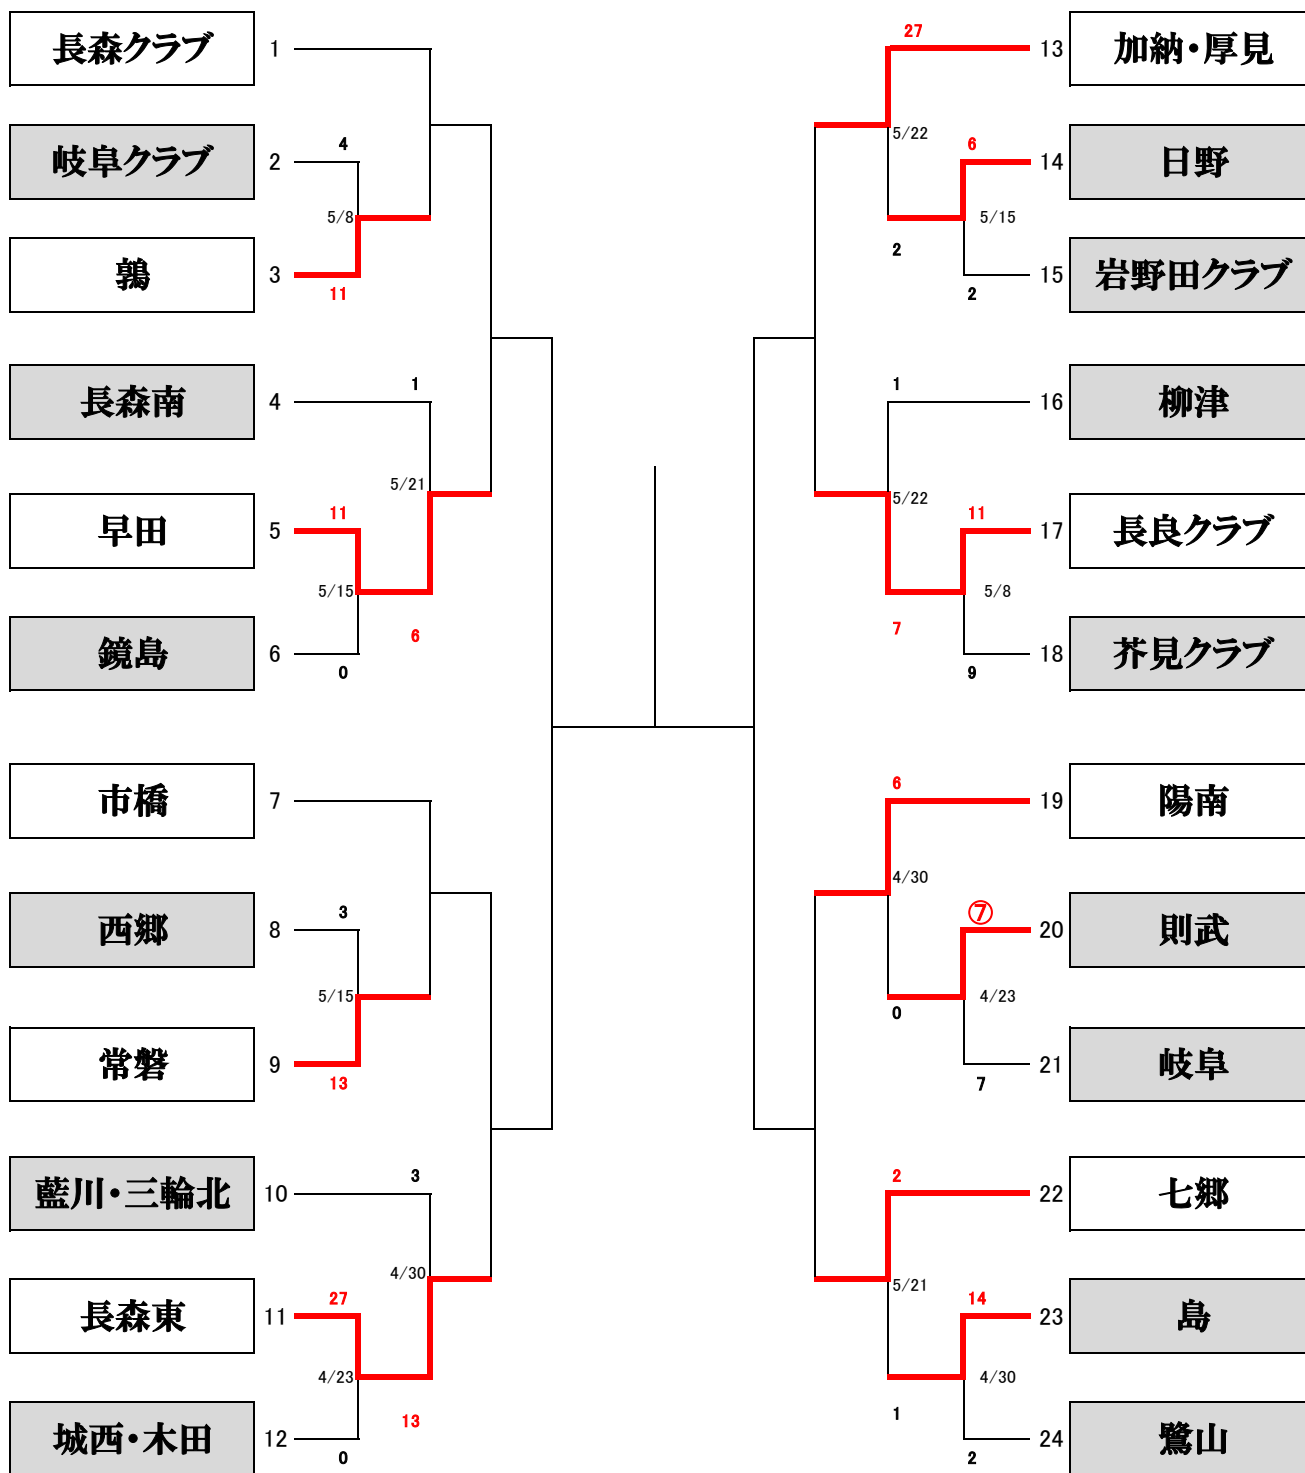 長森クラブ 1
岐阜クラブ 2 4
5/8
鶉 3 11
長森南 4 1
5/21
早田 5 11
5/15
6
鏡島 6 0
市橋 7
西郷 8 3
5/15
常磐 9 13
藍川・三輪北 10 3
4/30
長森東 11 27
4/23
13
城西・木田 12 0
27 13 加納・厚見
5/22
6 14 日野
5/15
2
2 15 岩野田クラブ
1 16 柳津
5/22
11 17 長良クラブ
5/8
7
9 18 芥見クラブ
6 19 陽南
4/30
⑦ 20 則武
4/23
0
7 21 岐阜
2 22 七郷
5/21
14 23 島
4/30
1
2 24 鷺山